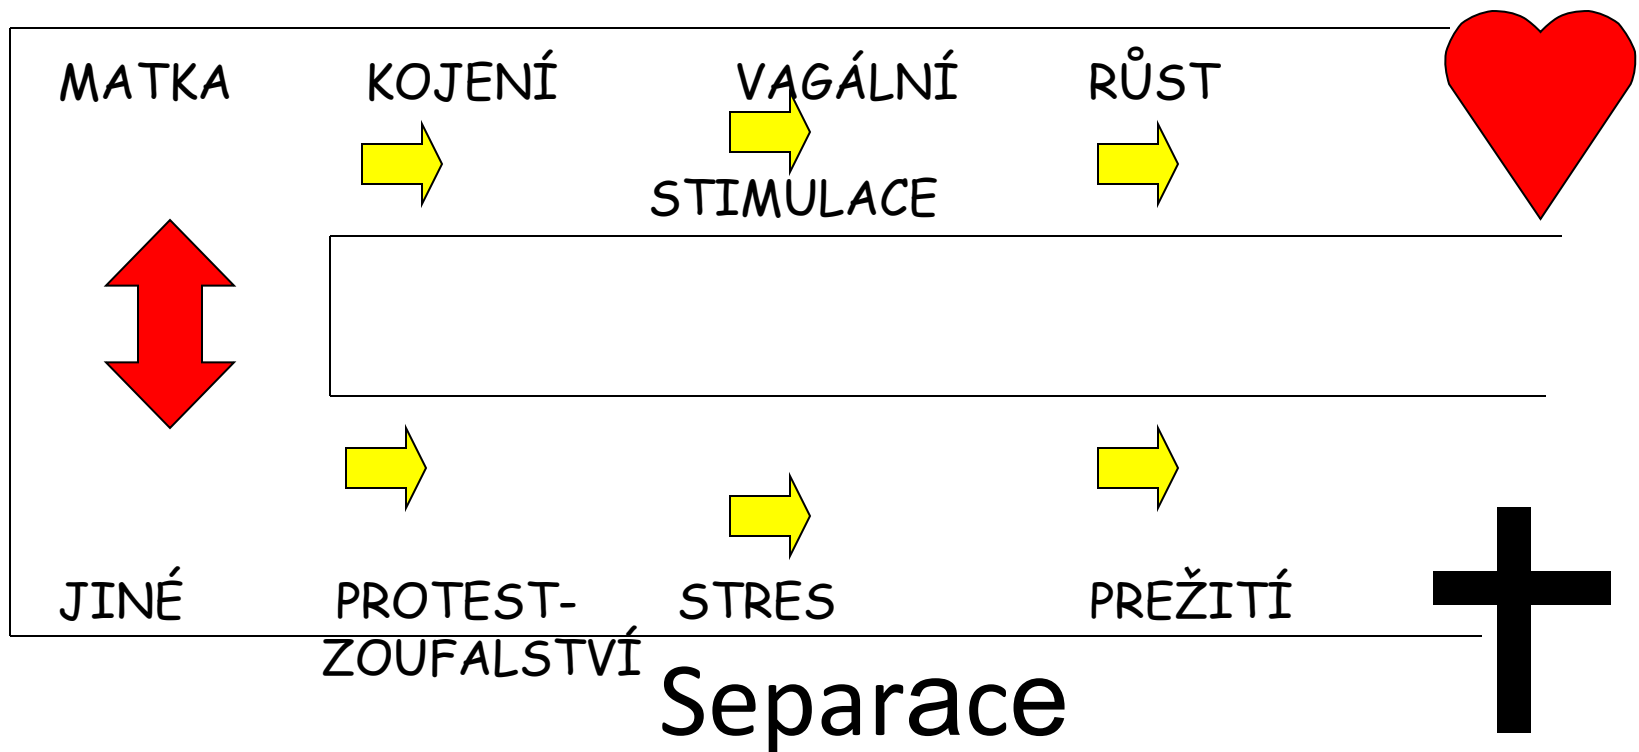 MATKA KOJENÍ VAGÁLNÍ RŮST
STIMULACE
JINÉ PROTEST- STRES PREŽITÍ
ZOUFALSTVÍ
Separace